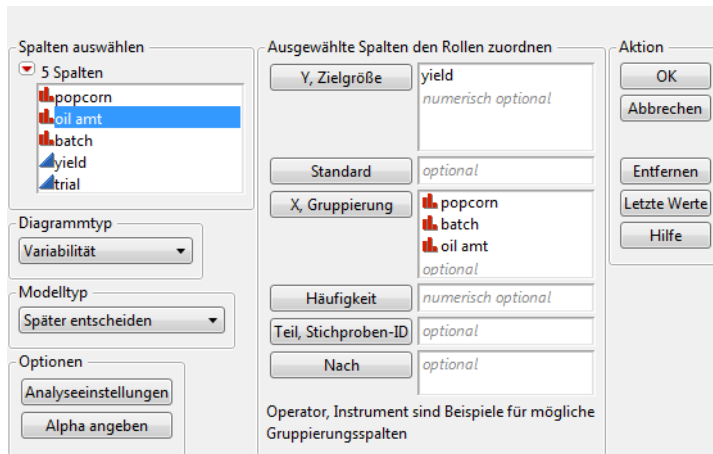 Spalten auswählen
5 Spalten
popcorn
oil amt
batch
yield
trial
Diagrammtyp
Variabilität
Modelltyp
Später entscheiden
Optionen
Analyseeinstellungen
Alpha angeben
Ausgewählte Spalten den Rollen zuordnen
Y, Zielgröße
yield
numerisch optional
Standard
optional
X, Gruppierung
popcorn
batch
oil amt
optional
Häufigkeit
numerisch optional
Teil, Stichproben-ID
optional
Nach
optional
Operator, Instrument sind Beispiele für mögliche
Gruppierungsspalten
Aktion
OK
Abbrechen
Entfernen
Letzte Werte
Hilfe